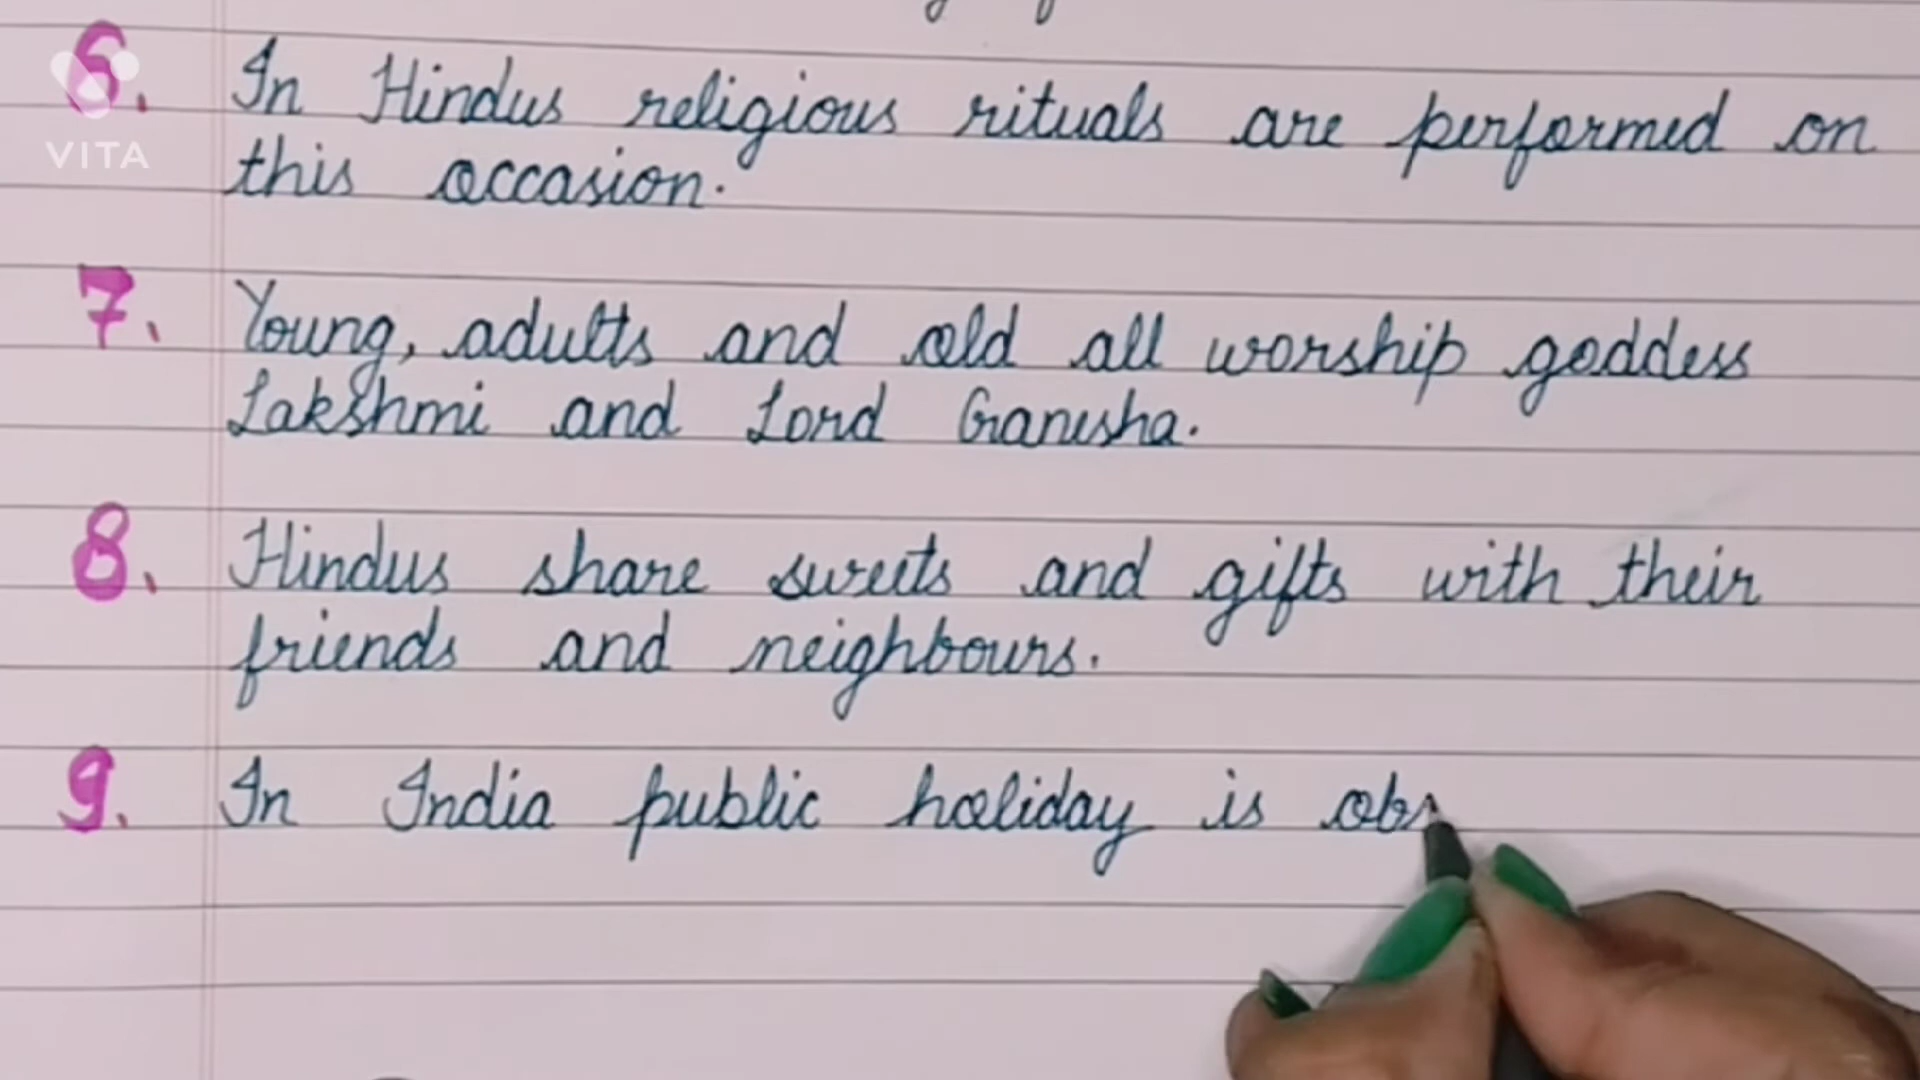 6. In Hindus religious rituals are performed on
this occasion.
7. Young, adults and old all worship goddess
Lakshmi and Lord Ganesha.
8. Hindus share sweets and gifts with their
friends and neighbours.
9. In India public holiday is obs
VITA